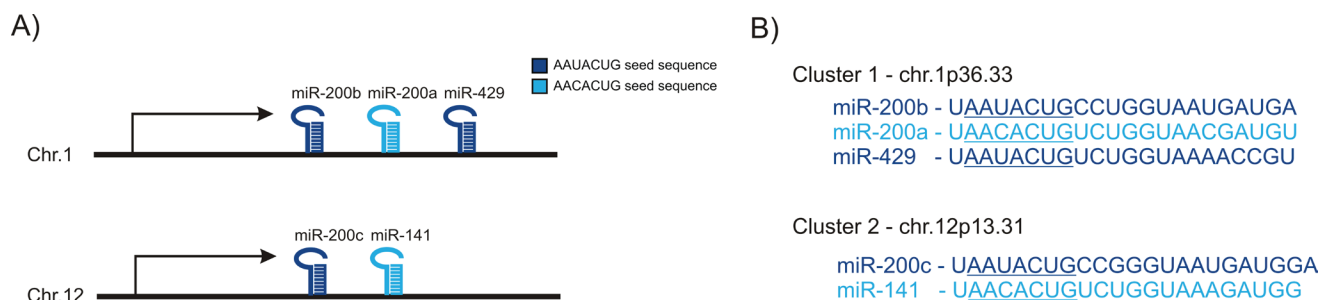 A)
AAUACUG seed sequence
AACACUG seed sequence
miR-200b miR-200a miR-429
Chr.1
miR-200c miR-141
Chr.12
B)
Cluster 1 - chr.1p36.33
miR-200b - UAAUACUGCCUGGUAAUGAUGA
miR-200a - UAACACUGUCUGGUAACGAUGU
miR-429 - UAAUACUGUCUGGUAAAACCGU
Cluster 2 - chr.12p13.31
miR-200c - UAAUACUGCCGGGUAAUGAUGGA
miR-141 - UAACACUGUCUGGUAAAGAUGG